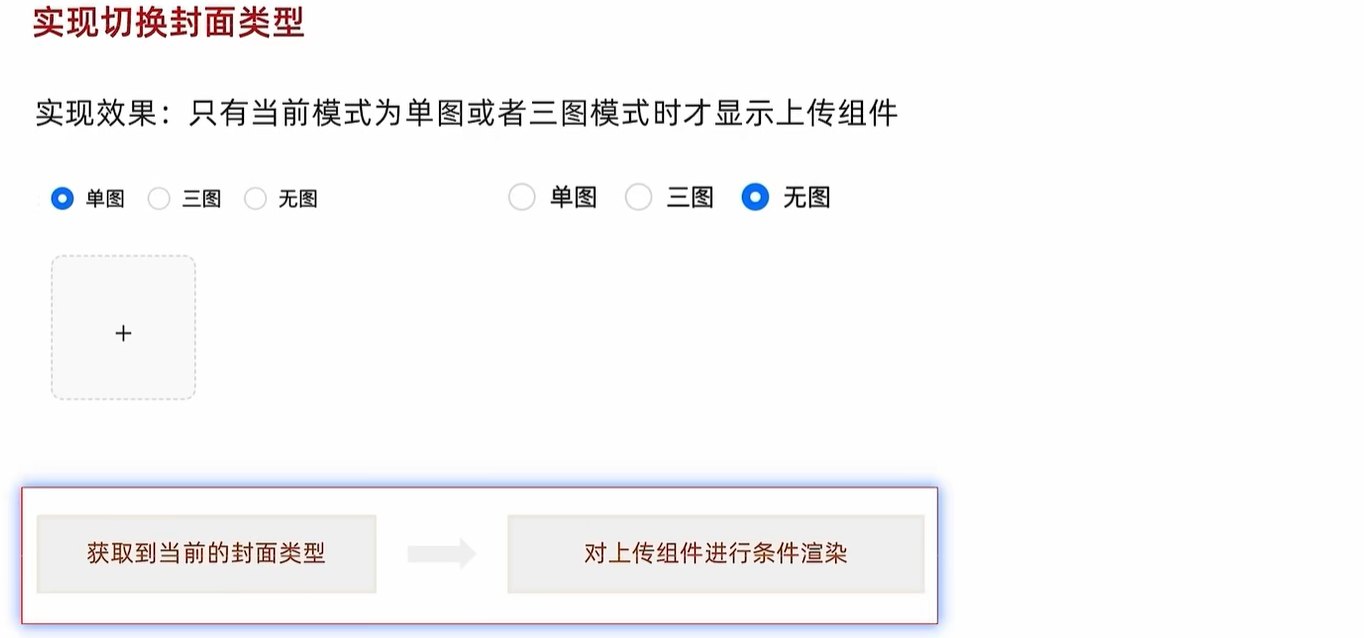 实现切换封面类型
实现效果：只有当前模式为单图或者三图模式时才显示上传组件
单图 三图 无图
单图 三图 无图
+
获取到当前的封面类型
对上传组件进行条件渲染